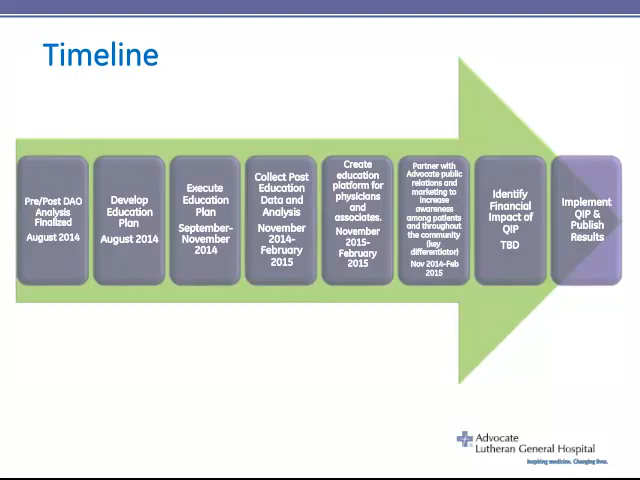 Timeline
Pre/Post DAO
Analysis
Finalized
August 2014
Develop
Education
Plan
August 2014
Execute
Education
Plan
September-
November
2014
Collect Post
Education
Data and
Analysis
November
2014-
February
2015
Create
education
platform for
physicians
and
associates.
November
2015-
February
2015
Partner with
Advocate public
relations and
marketing to
increase
awareness
among patients
and throughout
the community
(key
differentiator)
Nov 2014-Feb
2015
Identify
Financial
Impact of
QIP
TBD
Implement
QIP &
Publish
Results
Advocate
Lutheran General Hospital
Inspiring medicine. Changing lives.